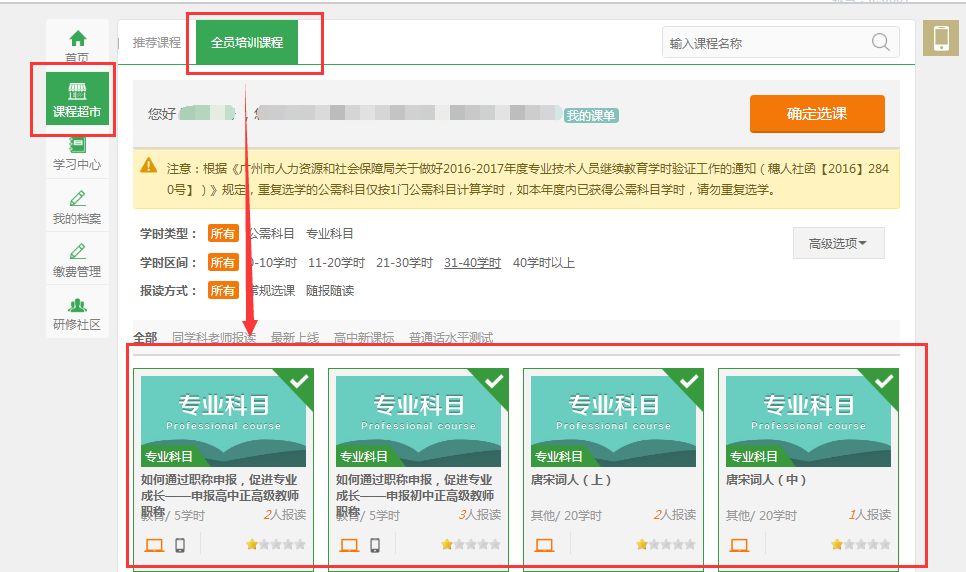 首页
课程超市
学习中心
我的档案
缴费管理
研修社区
推荐课程
全员培训课程
输入课程名称
您好
我的课单
确定选课
注意：根据《广州市人力资源和社会保障局关于做好2016-2017年度专业技术人员继续教育学时验证工作的通知（穗人社函【2016】284
0号】）》规定，重复选学的公需科目仅按1门公需科目计算学时，如本年度内已获得公需科目学时，请勿重复选学。
学时类型： 所有 公需科目 专业科目
高级选项
学时区间： 所有 0-10学时 11-20学时 21-30学时 31-40学时 40学时以上
报读方式： 所有 常规选课 随报随读
全部 同学科老师报读 最新上线 高中新课标 普通话水平测试
专业科目
Professional course
专业科目
如何通过职称申报，促进专业
成长——申报高中正高级教师
职称
教育/ 5学时
2人报读
专业科目
Professional course
专业科目
如何通过职称申报，促进专业
成长——申报初中正高级教师
职称
教育/ 5学时
3人报读
专业科目
Professional course
专业科目
唐宋词人（上）
其他/ 20学时
2人报读
专业科目
Professional course
专业科目
唐宋词人（中）
其他/ 20学时
1人报读